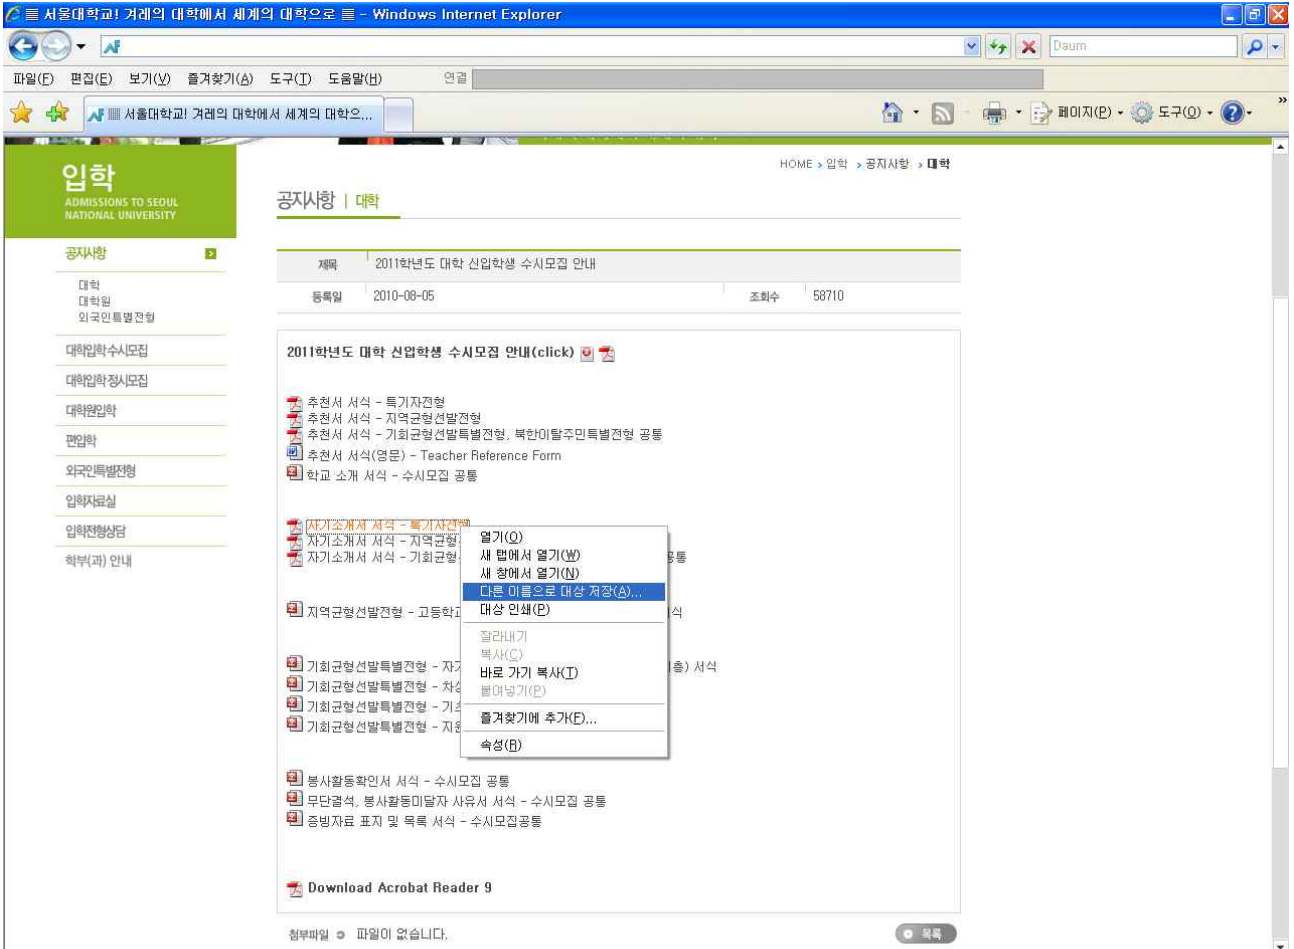 ▒ 서울대학교! 겨레의 대학에서 세계의 대학으로 ▒ - Windows Internet Explorer
Daum
파일(F) 편집(E) 보기(V) 즐겨찾기(A) 도구(T) 도움말(H) 연결
▒ 서울대학교! 겨레의 대학에서 세계의 대학으...
페이지(P) 도구(O)
HOME > 입학 > 공지사항 > 대학
입학
ADMISSIONS TO SEOUL
NATIONAL UNIVERSITY
공지사항 | 대학
공지사항
대학
대학원
외국인특별전형
대학입학 수시모집
대학입학 정시모집
대학원입학
편입학
외국인특별전형
입학자료실
입학전형상담
학부(과) 안내
제목 2011학년도 대학 신입학생 수시모집 안내
등록일 2010-08-05 조회수 58710
2011학년도 대학 신입학생 수시모집 안내(click)
추천서 서식 - 특기자전형
추천서 서식 - 지역균형선발전형
추천서 서식 - 기회균형선발특별전형, 북한이탈주민특별전형 공통
추천서 서식(영문) - Teacher Reference Form
학교 소개 서식 - 수시모집 공통
자기소개서 서식 - 특기자전형
자기소개서 서식 - 지역균형
자기소개서 서식 - 기회균형 공통
지역균형선발전형 - 고등학교 식
기회균형선발특별전형 - 자기 층) 서식
기회균형선발특별전형 - 차상
기회균형선발특별전형 - 기초
기회균형선발특별전형 - 지원
열기(O)
새 탭에서 열기(W)
새 창에서 열기(N)
다른 이름으로 대상 저장(A)...
대상 인쇄(P)
잘라내기
복사(C)
바로 가기 복사(T)
붙여넣기(P)
즐겨찾기에 추가(F)...
속성(R)
봉사활동확인서 서식 - 수시모집 공통
무단결석, 봉사활동미달자 사유서 서식 - 수시모집 공통
증빙자료 표지 및 목록 서식 - 수시모집공통
Download Acrobat Reader 9
첨부파일 파일이 없습니다.
목록